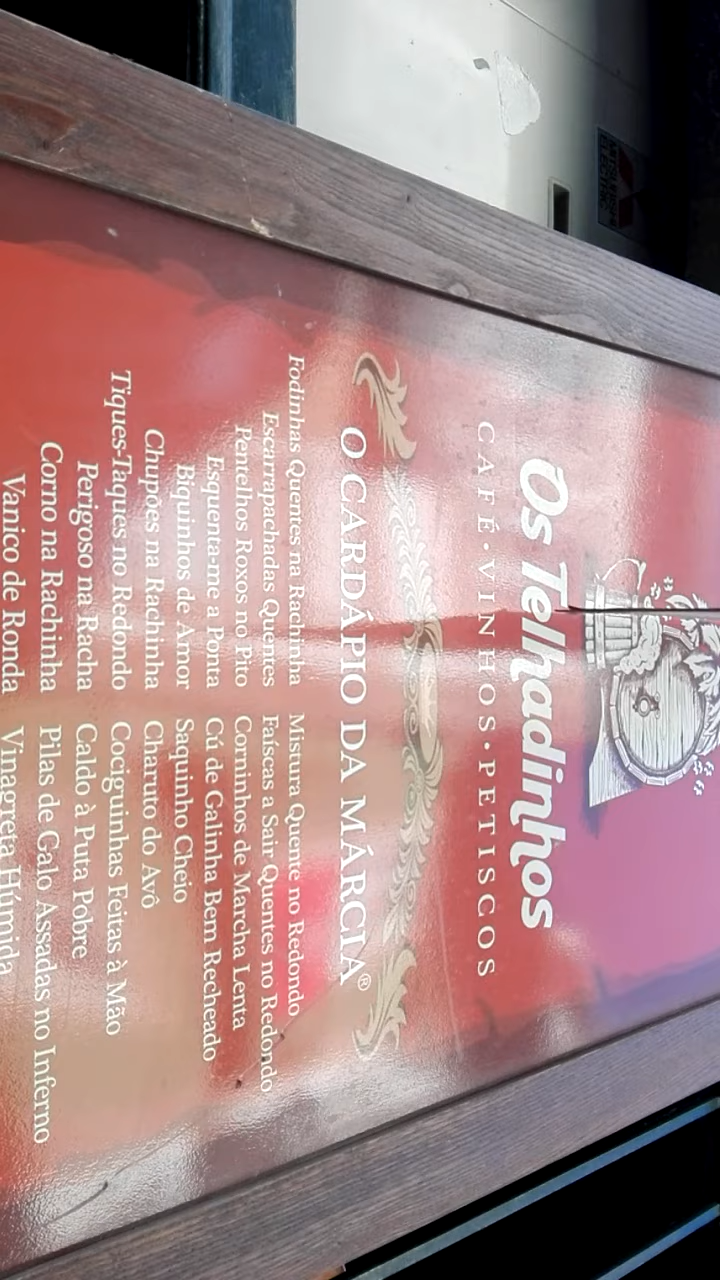 MITSUBISHI
ELECTRIC
Os Telhadinhos
CAFÉ·VINHOS·PETISCOS
O CARDÁPIO DA MÁRCIA®
Fodinhas Quentes na Rachinha
Escarrapachadas Quentes
Pentelhos Roxos no Pito
Esquenta-me a Ponta
Biquinhos de Amor
Chupões na Rachinha
Tiques-Taques no Redondo
Perigoso na Racha
Corno na Rachinha
Vanico de Ronda
Mistura Quente no Redondo
Faíscas a Sair Quentes no Redondo
Corninhos de Marcha Lenta
Cú de Galinha Bem Recheado
Saquinho Cheio
Charuto do Avô
Cociguinhas Feitas à Mão
Caldo à Puta Pobre
Pilas de Galo Assadas no Inferno
Vinagreta Húmida